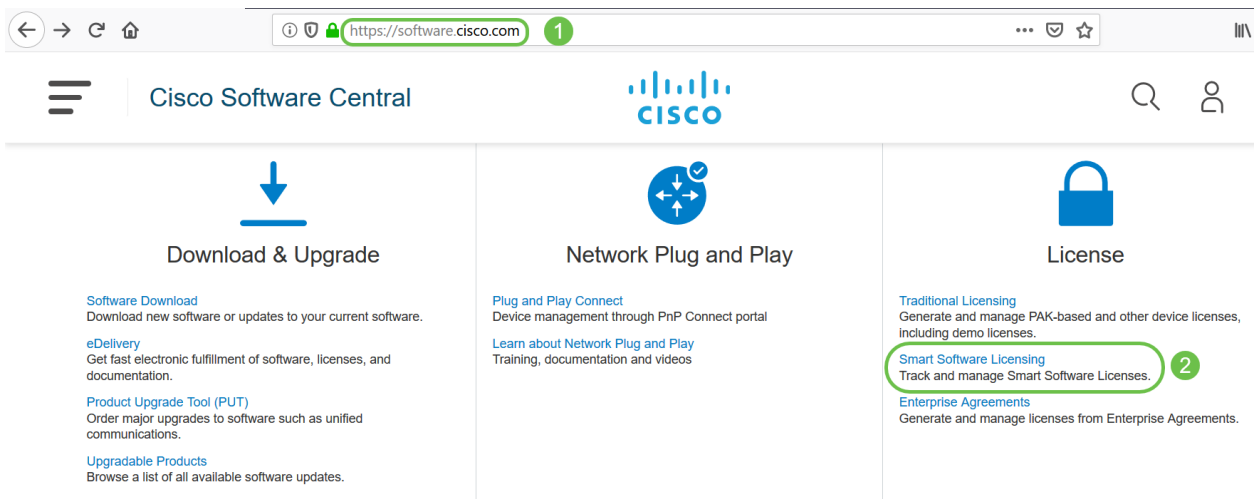 https://software.cisco.com
1
Cisco Software Central
CISCO
Download & Upgrade
Software Download
Download new software or updates to your current software.
eDelivery
Get fast electronic fulfillment of software, licenses, and
documentation.
Product Upgrade Tool (PUT)
Order major upgrades to software such as unified
communications.
Upgradable Products
Browse a list of all available software updates.
Network Plug and Play
Plug and Play Connect
Device management through PnP Connect portal
Learn about Network Plug and Play
Training, documentation and videos
License
Traditional Licensing
Generate and manage PAK-based and other device licenses,
including demo licenses.
Smart Software Licensing
Track and manage Smart Software Licenses.
2
Enterprise Agreements
Generate and manage licenses from Enterprise Agreements.